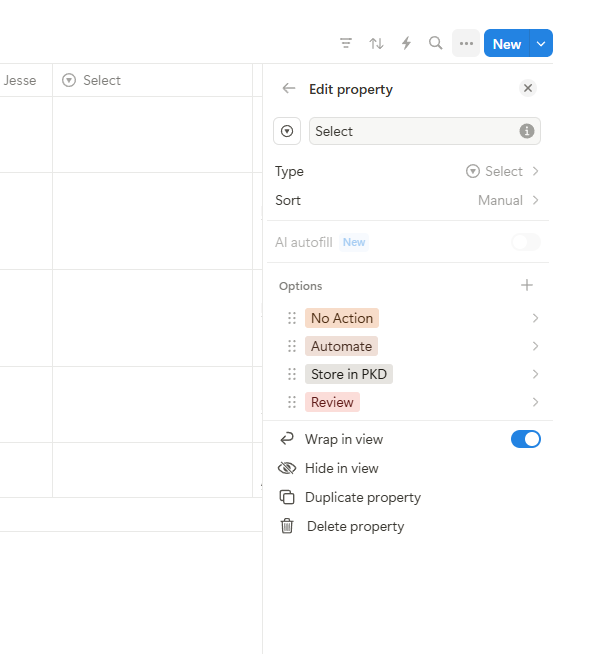 New
Jesse
Select
Edit property
Select
Type
Select
Sort
Manual
AI autofill
New
Options
No Action
Automate
Store in PKD
Review
Wrap in view
Hide in view
Duplicate property
Delete property